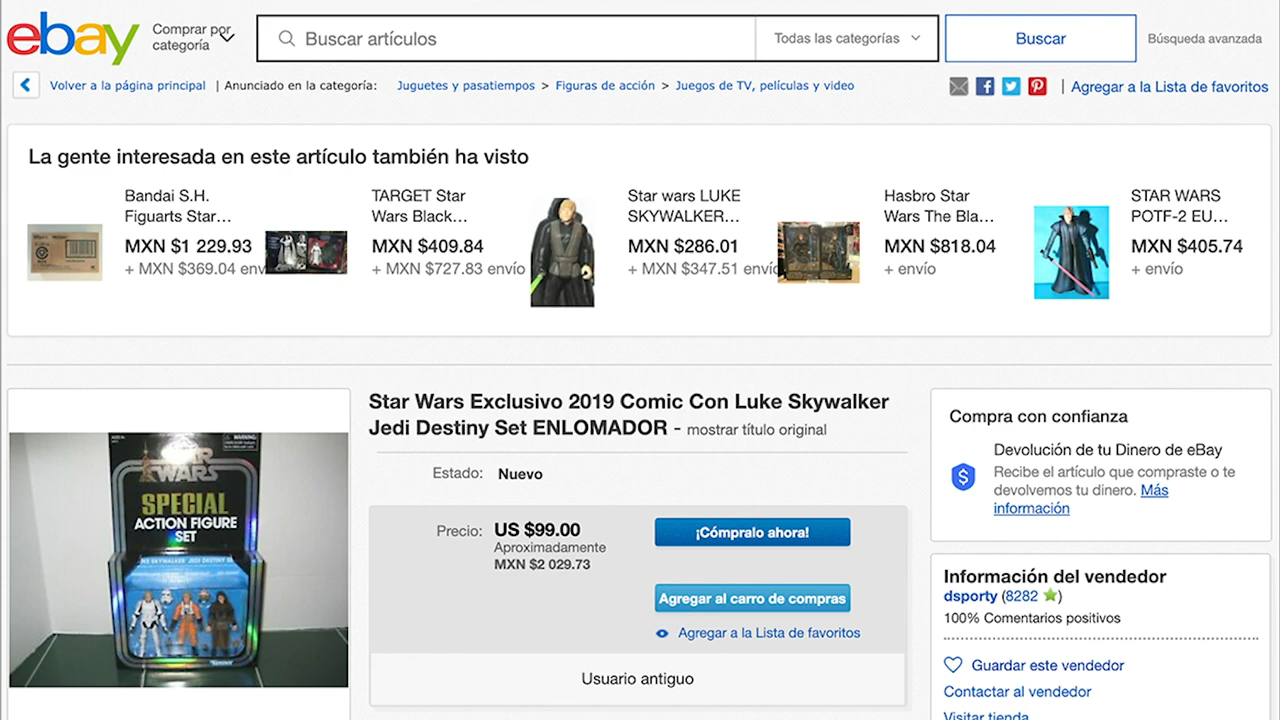 ebay
Comprar por
categoría
Buscar artículos
Todas las categorías
Buscar
Búsqueda avanzada
Volver a la página principal | Anunciado en la categoría: Juguetes y pasatiempos > Figuras de acción > Juegos de TV, películas y video
| Agregar a la Lista de favoritos
La gente interesada en este artículo también ha visto
Bandai S.H.
Figuarts Star...
MXN $1 229.93
+ MXN $369.04 env
TARGET Star
Wars Black...
MXN $409.84
+ MXN $727.83 envío
Star wars LUKE
SKYWALKER...
MXN $286.01
+ MXN $347.51 envío
Hasbro Star
Wars The Bla...
MXN $818.04
+ envío
STAR WARS
POTF-2 EU...
MXN $405.74
+ envío
STAR
WARS
SPECIAL
ACTION FIGURE
SET
Star Wars Exclusivo 2019 Comic Con Luke Skywalker
Jedi Destiny Set ENLOMADOR - mostrar título original
Estado: Nuevo
Precio: US $99.00
Aproximadamente
MXN $2 029.73
¡Cómpralo ahora!
Agregar al carro de compras
Agregar a la Lista de favoritos
Usuario antiguo
Compra con confianza
Devolución de tu Dinero de eBay
Recibe el artículo que compraste o te
devolvemos tu dinero. Más
información
Información del vendedor
dsporty (8282)
100% Comentarios positivos
Guardar este vendedor
Contactar al vendedor
Visitar tienda